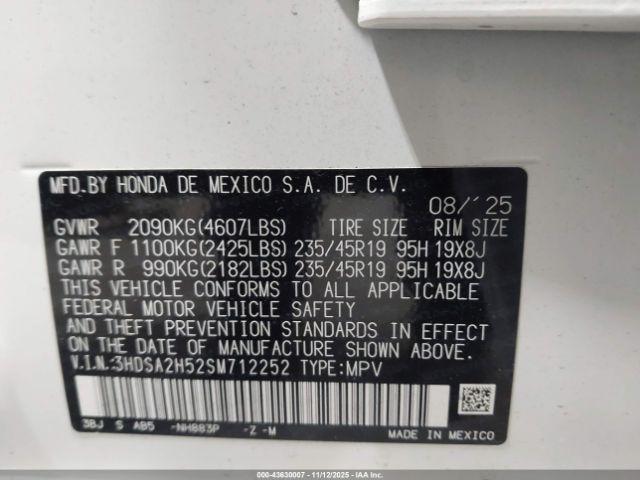 MFD.BY HONDA DE MEXICO S.A. DE C.V.
08/'25
GVWR 2090KG(4607LBS) TIRE SIZE RIM SIZE
GAWR F 1100KG(2425LBS) 235/45R19 95H 19X8J
GAWR R 990KG(2182LBS) 235/45R19 95H 19X8J
THIS VEHICLE CONFORMS TO ALL APPLICABLE
FEDERAL MOTOR VEHICLE SAFETY
AND THEFT PREVENTION STANDARDS IN EFFECT
ON THE DATE OF MANUFACTURE SHOWN ABOVE.
V.I.N.:3HDSA2H52SM712252 TYPE:MPV
3BJ S AB5 -NH883P -Z -M
MADE IN MEXICO
000-43630007 - 11/12/2025 - IAAI.com